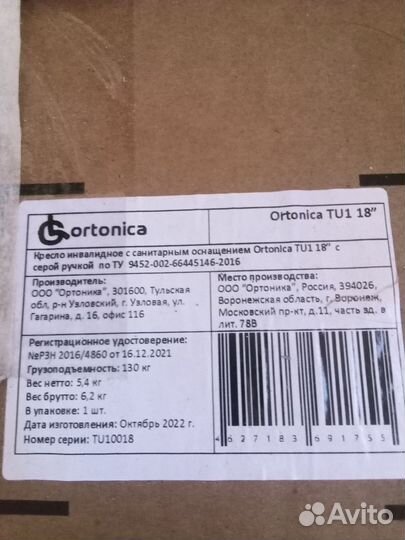 ortonica
Ortonica TU1 18”
Кресло инвалидное с санитарным оснащением Ortonica TU1 18” с
серой ручкой по ТУ 9452-002-66445146-2016
Производитель:
ООО "Ортоника", 301600, Тульская
обл, р-н Узловский, г. Узловая, ул.
Гагарина, д. 16, офис 116
Место производства:
ООО "Ортоника", Россия, 394026,
Воронежская область, г. Воронеж,
Московский пр-кт, д.11, часть зд. в
лит. 78В
Регистрационное удостоверение:
№РЗН 2016/4860 от 16.12.2021
Грузоподъемность: 130 кг
Вес нетто: 5,4 кг
Вес брутто: 6,2 кг
В упаковке: 1 шт.
Дата изготовления: Октябрь 2022 г.
Номер серии: TU10018
4 627183 691755
Avito